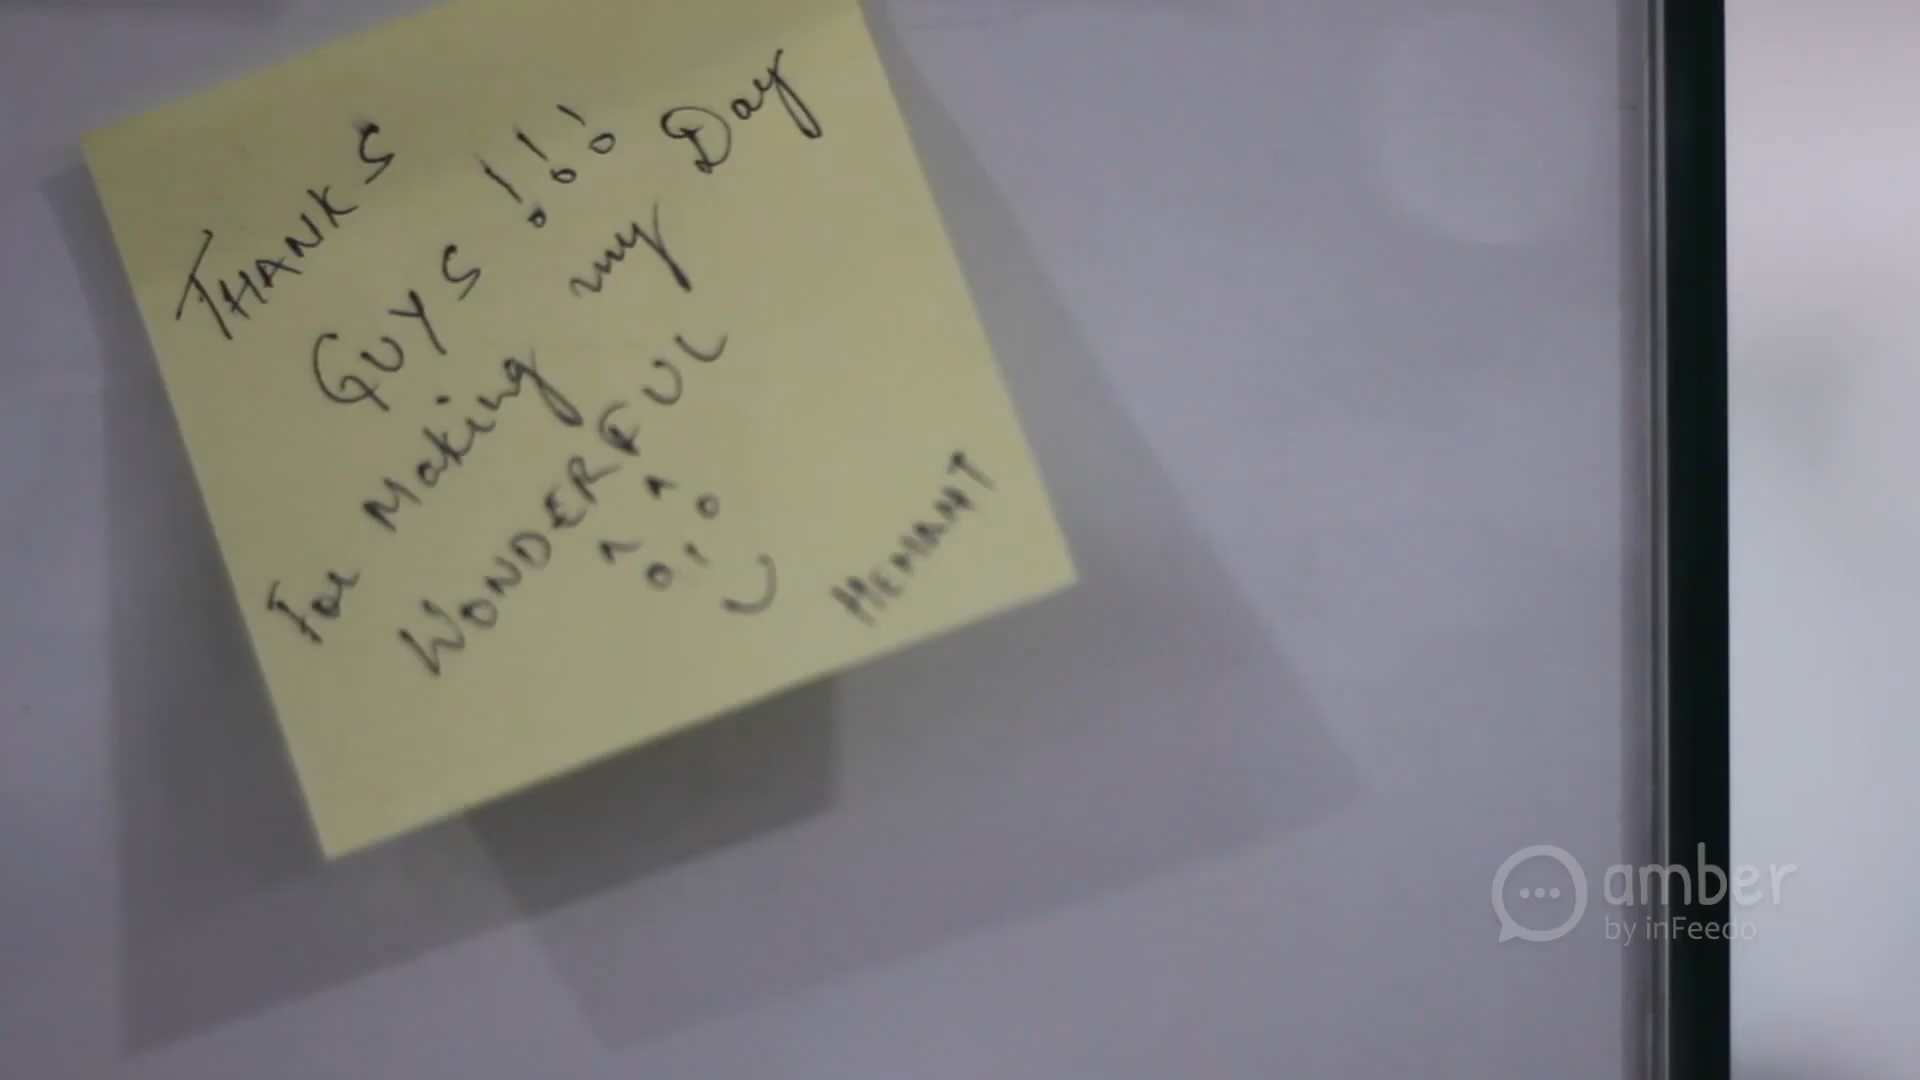 THANKS
GUYS !!!
For Making my Day
WONDERFUL
HEMANT
amber
by inFeedo